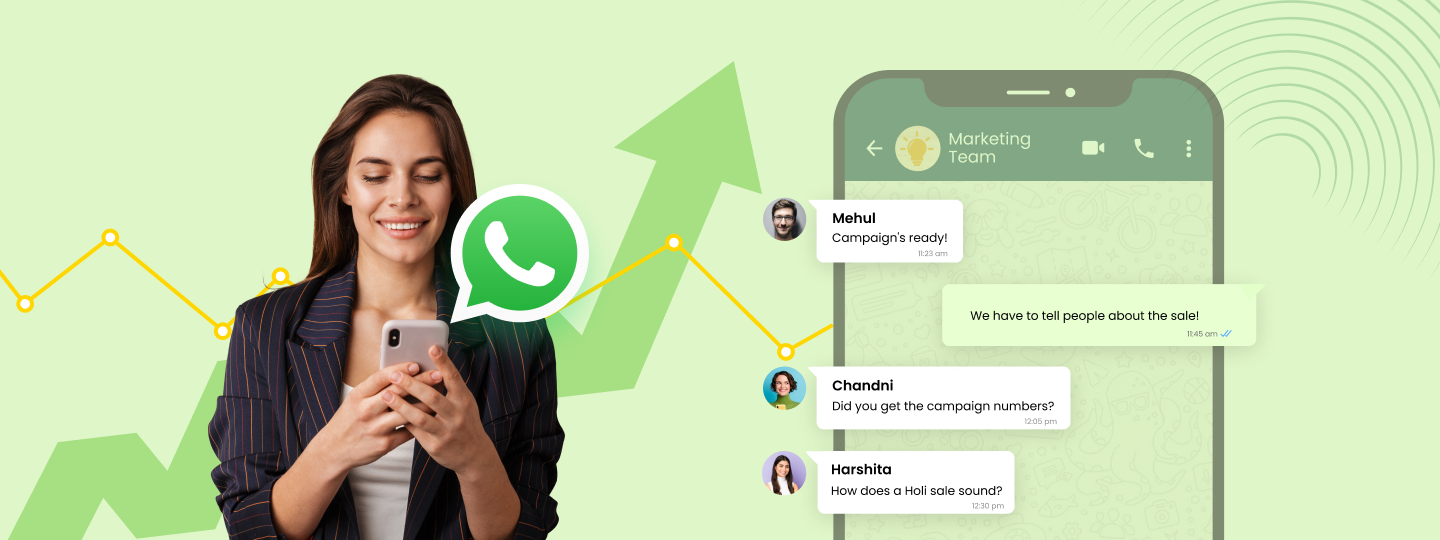 Marketing
Team
Mehul
Campaign's ready!
11:23 am
We have to tell people about the sale!
11:45 am
Chandni
Did you get the campaign numbers?
12:05 pm
Harshita
How does a Holi sale sound?
12:30 pm